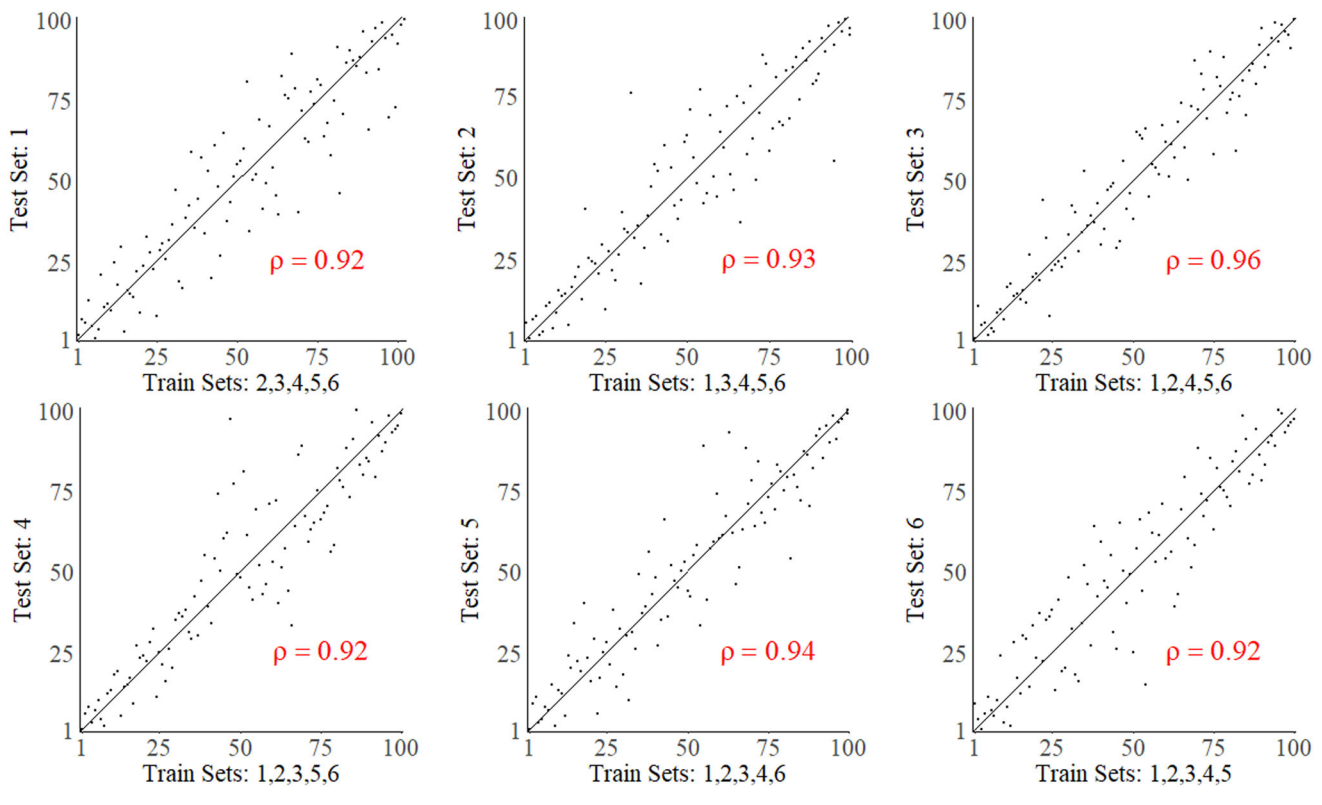 100
75
50
25
1
Test Set: 1
ρ = 0.92
1 25 50 75 100
Train Sets: 2,3,4,5,6
100
75
50
25
1
Test Set: 2
ρ = 0.93
1 25 50 75 100
Train Sets: 1,3,4,5,6
100
75
50
25
1
Test Set: 3
ρ = 0.96
1 25 50 75 100
Train Sets: 1,2,4,5,6
100
75
50
25
1
Test Set: 4
ρ = 0.92
1 25 50 75 100
Train Sets: 1,2,3,5,6
100
75
50
25
1
Test Set: 5
ρ = 0.94
1 25 50 75 100
Train Sets: 1,2,3,4,6
100
75
50
25
1
Test Set: 6
ρ = 0.92
1 25 50 75 100
Train Sets: 1,2,3,4,5